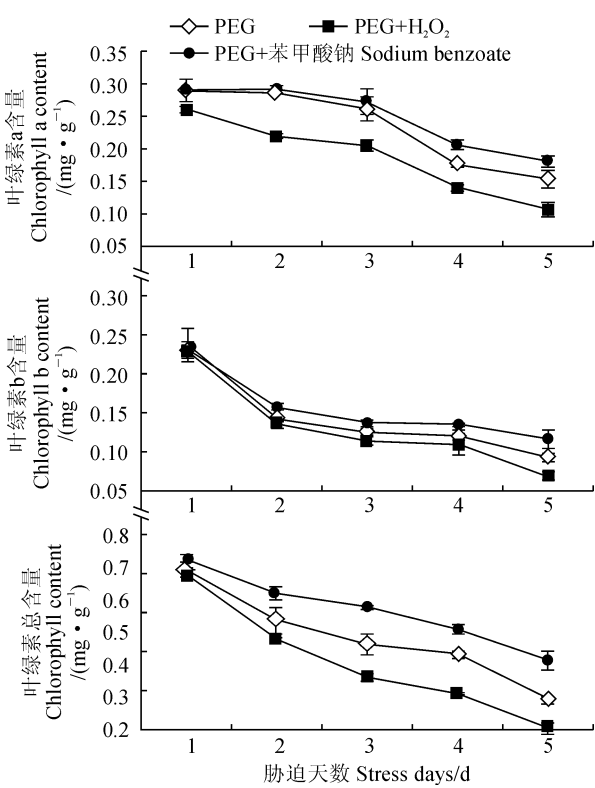 PEG PEG+H₂O₂
PEG+苯甲酸钠 Sodium benzoate
叶绿素a含量
Chlorophyll a content
/(mg·g⁻¹)
0.35
0.30
0.25
0.20
0.15
0.10
0.05
1 2 3 4 5
叶绿素b含量
Chlorophyll b content
/(mg·g⁻¹)
0.30
0.25
0.20
0.15
0.10
0.05
1 2 3 4 5
叶绿素总含量
Chlorophyll content
/(mg·g⁻¹)
0.8
0.7
0.6
0.5
0.4
0.3
0.2
1 2 3 4 5
胁迫天数 Stress days/d